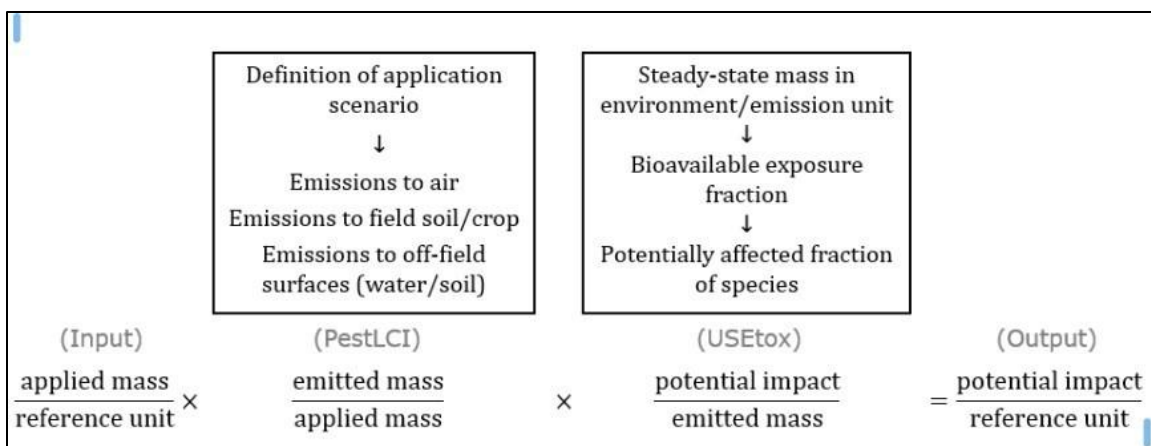 Definition of application
scenario
↓
Emissions to air
Emissions to field soil/crop
Emissions to off-field
surfaces (water/soil)
Steady-state mass in
environment/emission unit
↓
Bioavailable exposure
fraction
↓
Potentially affected fraction
of species
(Input) (PestLCI) (USEtox) (Output)
applied mass / reference unit × emitted mass / applied mass × potential impact / emitted mass = potential impact / reference unit